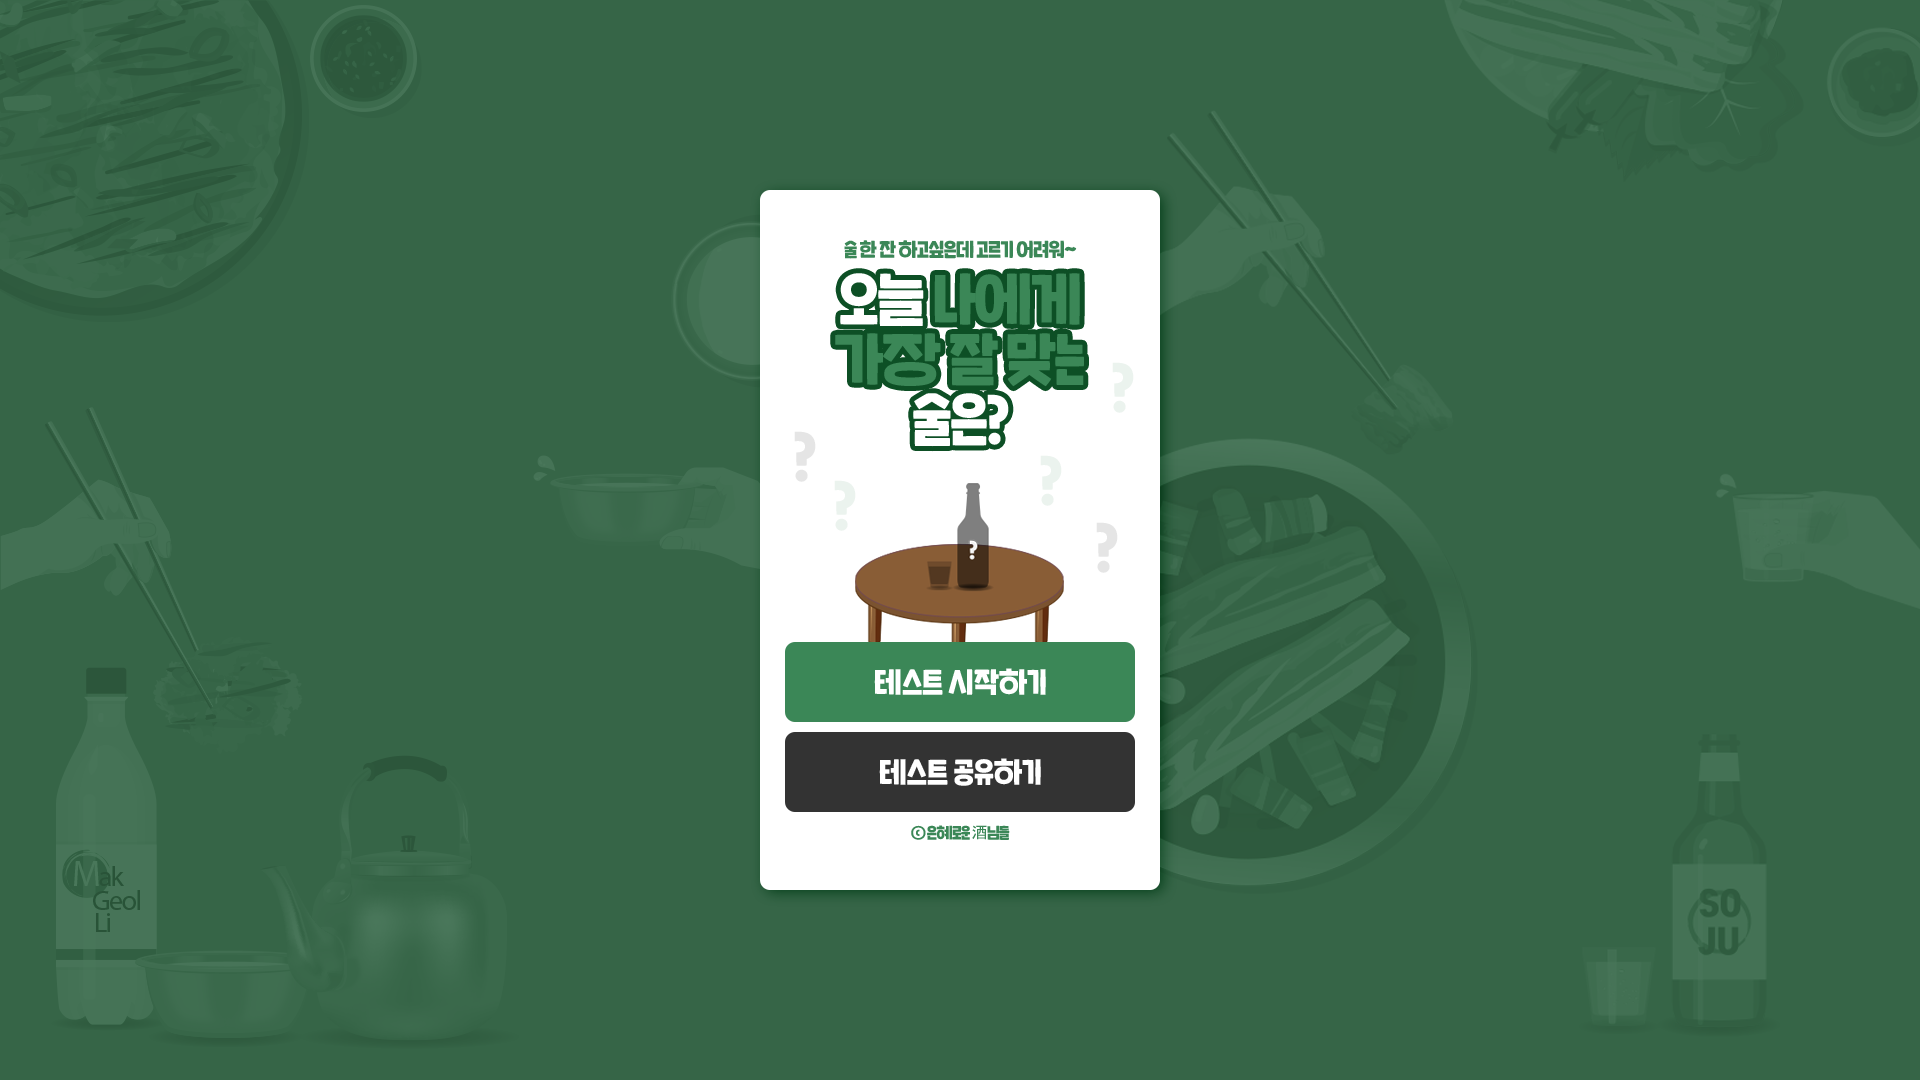 술 한 잔 하고싶은데 고르기 어려워~
오늘 나에게
가장 잘 맞는
술은?
?
?
?
?
?
?
테스트 시작하기
테스트 공유하기
©은혜로운 酒님들
Mak
Geol
Li
SO
JU